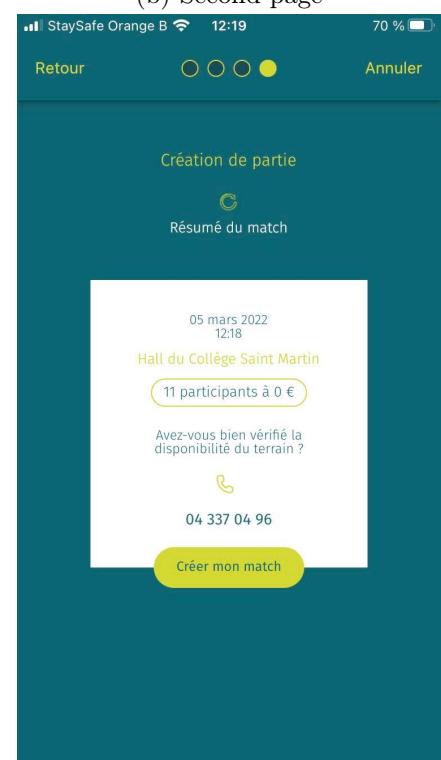 (b) Second page
StaySafe Orange B 12:19 70 %
Retour Annuler
Création de partie
Résumé du match
05 mars 2022
12:18
Hall du Collège Saint Martin
11 participants à 0 €
Avez-vous bien vérifié la
disponibilité du terrain ?
04 337 04 96
Créer mon match